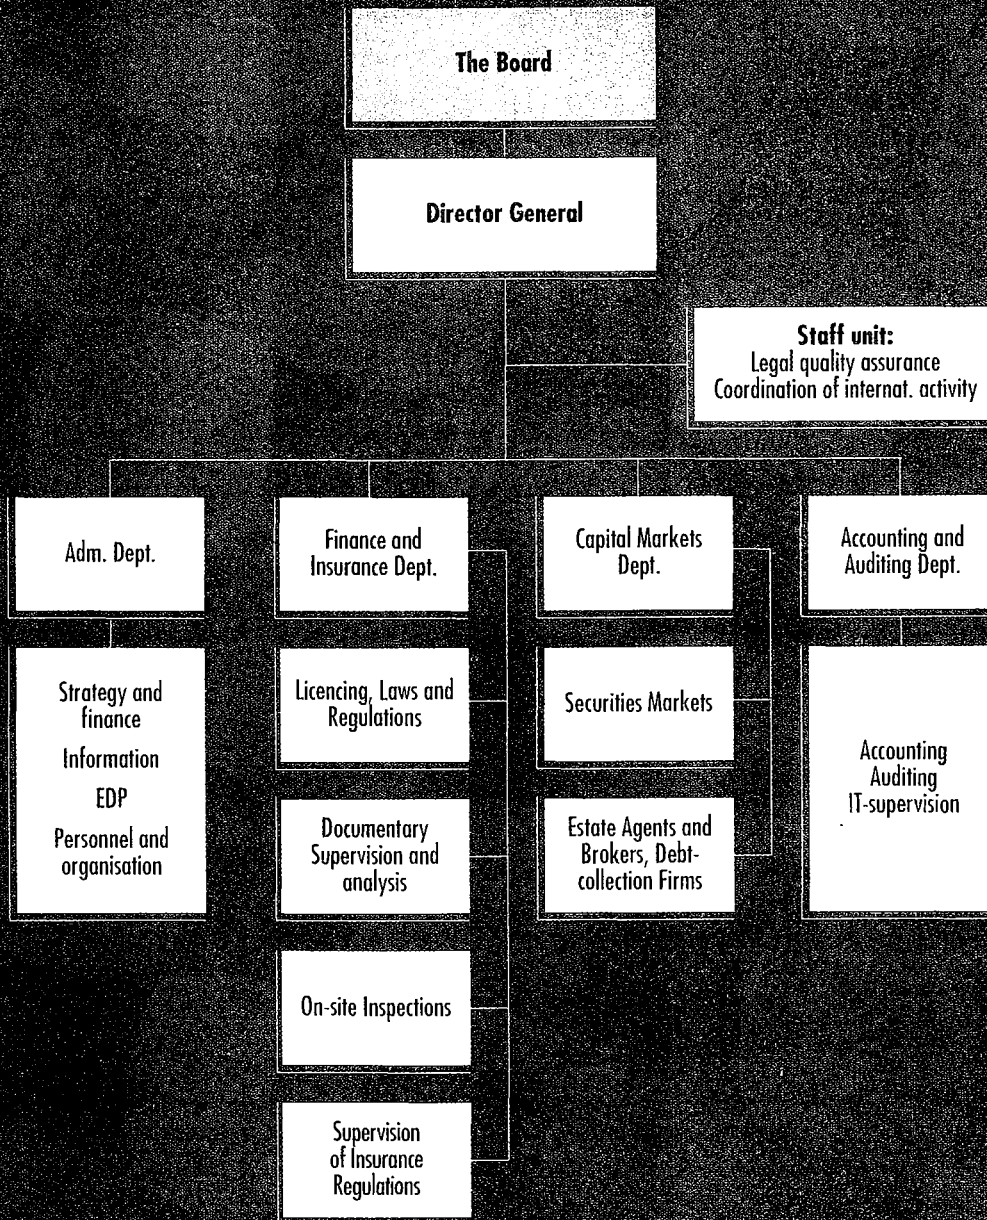 The Board
Director General
Staff unit:
Legal quality assurance
Coordination of internat. activity
Adm. Dept.
Finance and
Insurance Dept.
Capital Markets
Dept.
Accounting and
Auditing Dept.
Strategy and
finance
Information
EDP
Personnel and
organisation
Licencing, Laws and
Regulations
Securities Markets
Accounting
Auditing
IT-supervision
Documentary
Supervision and
analysis
Estate Agents and
Brokers, Debt-
collection Firms
On-site Inspections
Supervision
of Insurance
Regulations